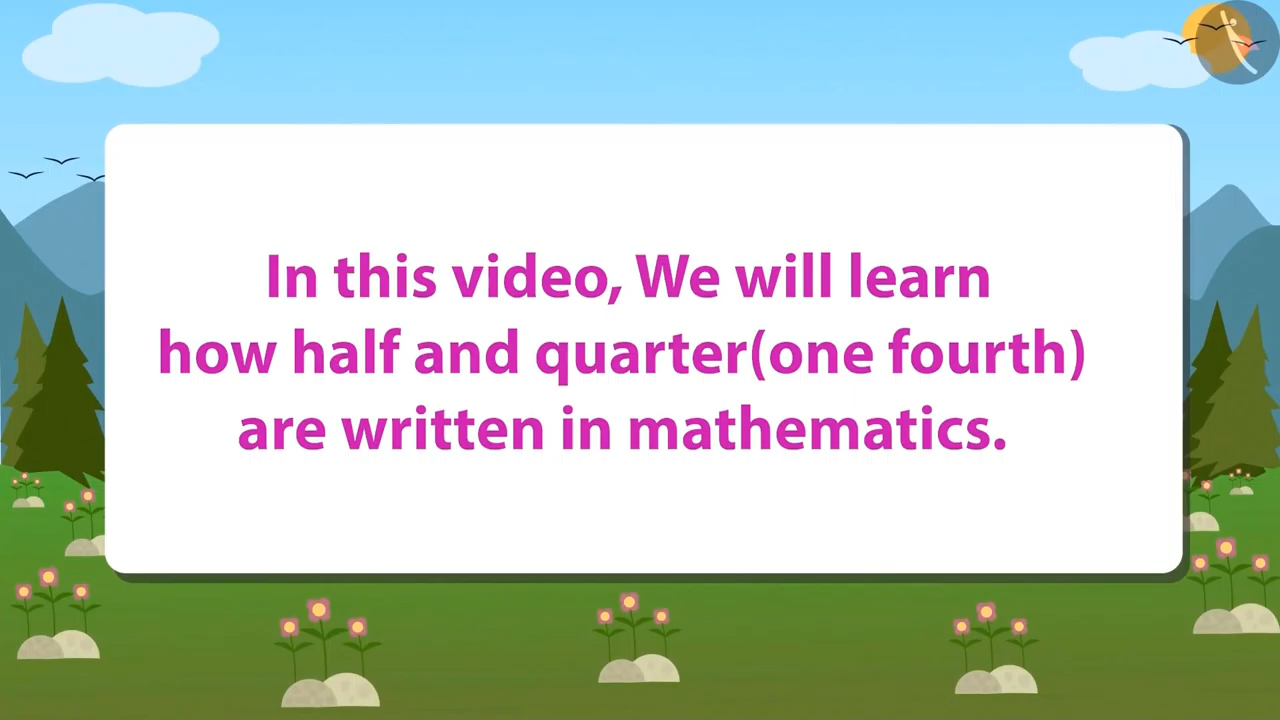 In this video, We will learn
how half and quarter(one fourth)
are written in mathematics.